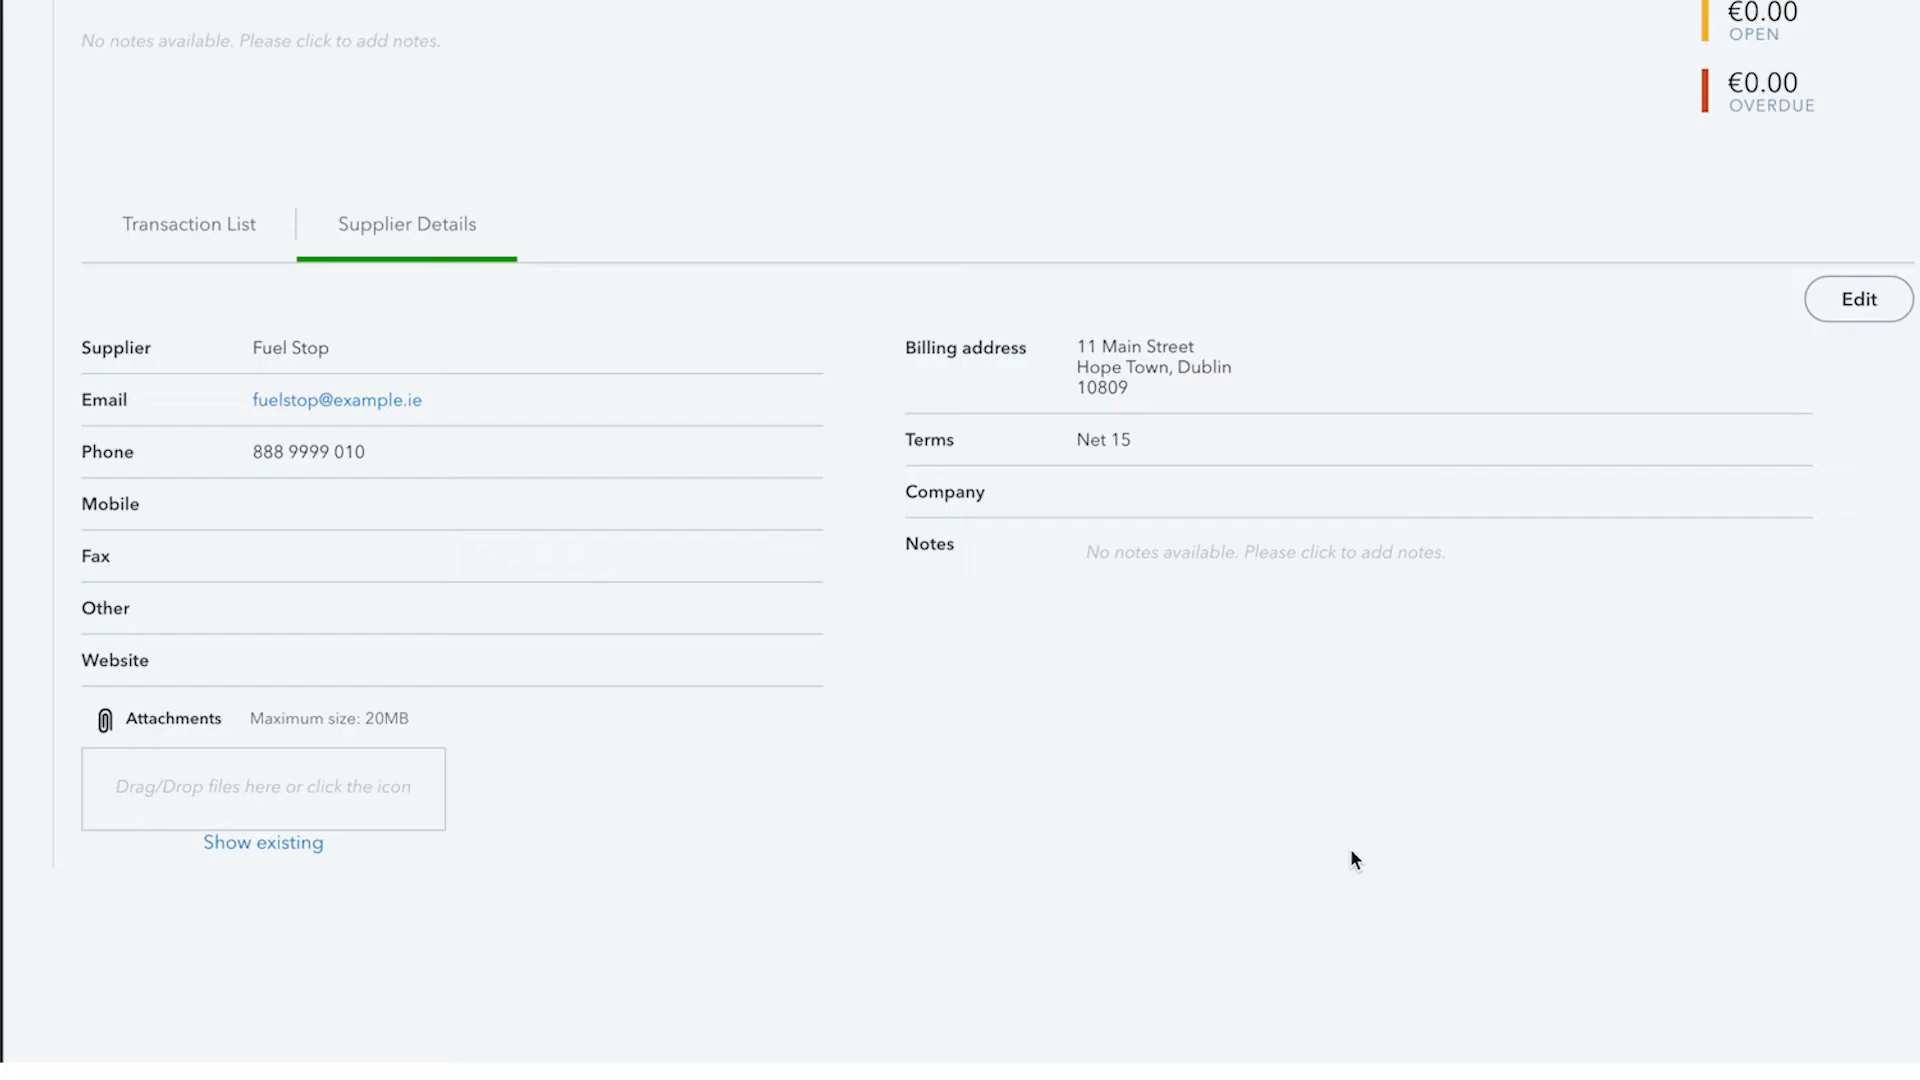 No notes available. Please click to add notes.
€0.00
OPEN
€0.00
OVERDUE
Transaction List
Supplier Details
Edit
Supplier Fuel Stop
Email fuelstop@example.ie
Phone 888 9999 010
Mobile
Fax
Other
Website
Attachments Maximum size: 20MB
Drag/Drop files here or click the icon
Show existing
Billing address 11 Main Street
Hope Town, Dublin
10809
Terms Net 15
Company
Notes No notes available. Please click to add notes.